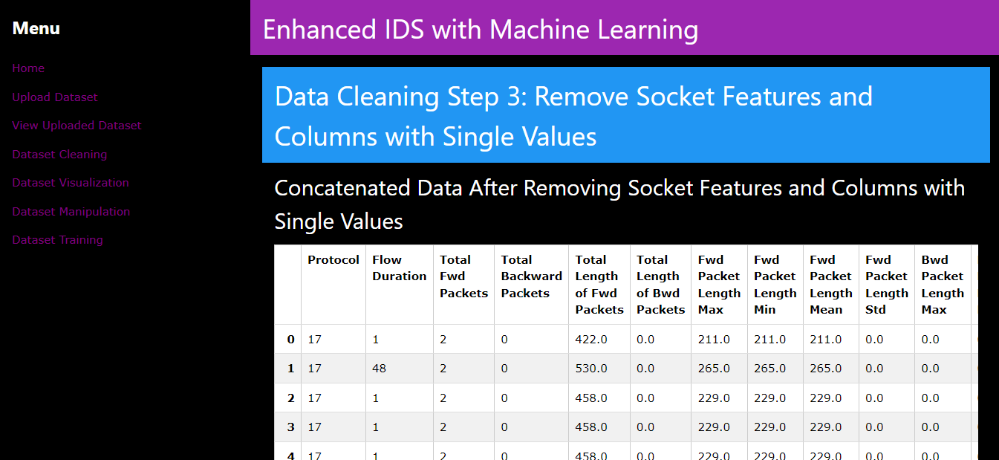 Menu
Home
Upload Dataset
View Uploaded Dataset
Dataset Cleaning
Dataset Visualization
Dataset Manipulation
Dataset Training
Enhanced IDS with Machine Learning
Data Cleaning Step 3: Remove Socket Features and
Columns with Single Values
Concatenated Data After Removing Socket Features and Columns with
Single Values
Protocol Flow Total Total Total Total Fwd Fwd Fwd Fwd Bwd
Duration Fwd Backward Length Length Packet Packet Packet Packet Packet
Packets Packets of Fwd of Bwd Length Length Length Length Length
Packets Packets Max Min Mean Std Max
0 17 1 2 0 422.0 0.0 211.0 211.0 211.0 0.0 0.0
1 17 48 2 0 530.0 0.0 265.0 265.0 265.0 0.0 0.0
2 17 1 2 0 458.0 0.0 229.0 229.0 229.0 0.0 0.0
3 17 1 2 0 458.0 0.0 229.0 229.0 229.0 0.0 0.0
4 17 1 2 0 458.0 0.0 229.0 229.0 229.0 0.0 0.0